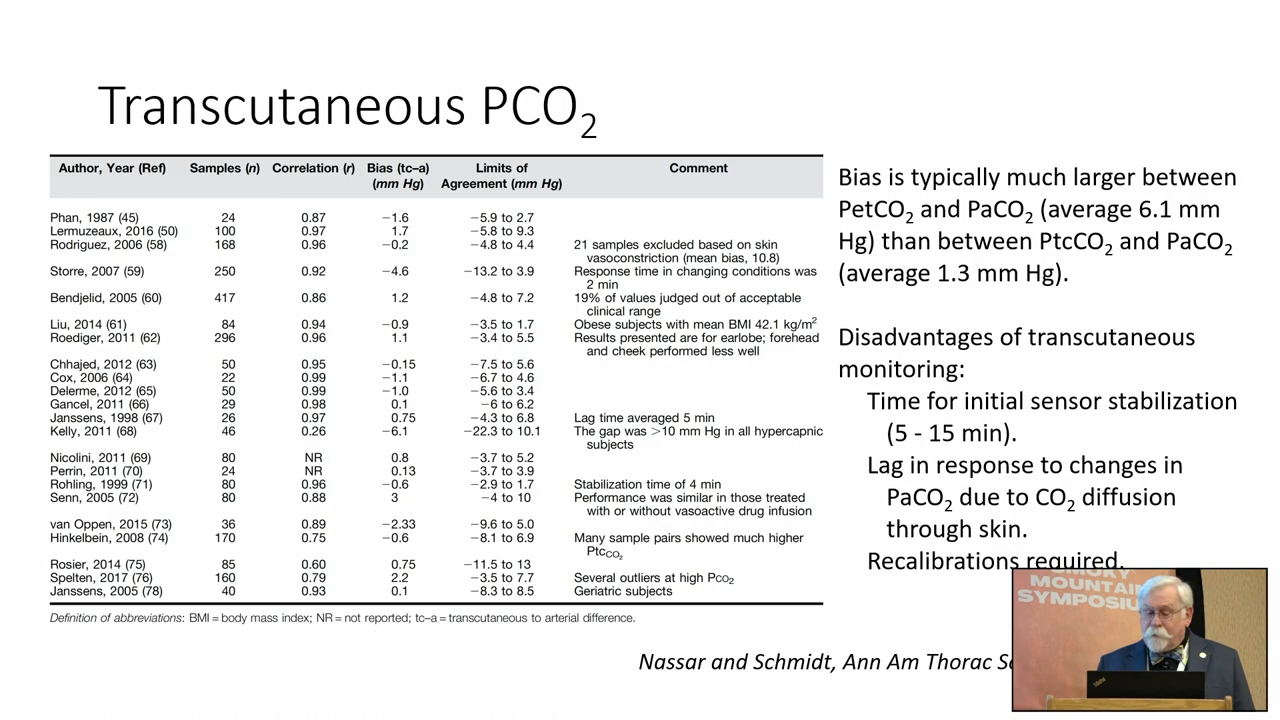 Transcutaneous PCO2
Author, Year (Ref) Samples (n) Correlation (r) Bias (tc–a) (mm Hg) Limits of Agreement (mm Hg) Comment
Phan, 1987 (45) 24 0.87 −1.6 −5.9 to 2.7
Lermuzeaux, 2016 (50) 100 0.97 1.7 −5.8 to 9.3
Rodriguez, 2006 (58) 168 0.96 −0.2 −4.8 to 4.4 21 samples excluded based on skin
vasoconstriction (mean bias, 10.8)
Storre, 2007 (59) 250 0.92 −4.6 −13.2 to 3.9 Response time in changing conditions was
2 min
Bendjelid, 2005 (60) 417 0.86 1.2 −4.8 to 7.2 19% of values judged out of acceptable
clinical range
Liu, 2014 (61) 84 0.94 −0.9 −3.5 to 1.7 Obese subjects with mean BMI 42.1 kg/m2
Roediger, 2011 (62) 296 0.96 1.1 −3.4 to 5.5 Results presented are for earlobe; forehead
and cheek performed less well
Chhajed, 2012 (63) 50 0.95 −0.15 −7.5 to 5.6
Cox, 2006 (64) 22 0.99 −1.1 −6.7 to 4.6
Delerme, 2012 (65) 50 0.99 −1.0 −5.6 to 3.4
Gancel, 2011 (66) 29 0.98 0.1 −6 to 6.2
Janssens, 1998 (67) 26 0.97 0.75 −4.3 to 6.8 Lag time averaged 5 min
Kelly, 2011 (68) 46 0.26 −6.1 −22.3 to 10.1 The gap was >10 mm Hg in all hypercapnic
subjects
Nicolini, 2011 (69) 80 NR 0.8 −3.7 to 5.2
Perrin, 2011 (70) 24 NR 0.13 −3.7 to 3.9
Rohling, 1999 (71) 80 0.96 −0.6 −2.9 to 1.7 Stabilization time of 4 min
Senn, 2005 (72) 80 0.88 3 −4 to 10 Performance was similar in those treated
with or without vasoactive drug infusion
van Oppen, 2015 (73) 36 0.89 −2.33 −9.6 to 5.0
Hinkelbein, 2008 (74) 170 0.75 −0.6 −8.1 to 6.9 Many sample pairs showed much higher
PtcCO2
Rosier, 2014 (75) 85 0.60 0.75 −11.5 to 13
Spelten, 2017 (76) 160 0.79 2.2 −3.5 to 7.7 Several outliers at high PCO2
Janssens, 2005 (78) 40 0.93 0.1 −8.3 to 8.5 Geriatric subjects
Definition of abbreviations: BMI = body mass index; NR = not reported; tc–a = transcutaneous to arterial difference.
Bias is typically much larger between
PetCO2 and PaCO2 (average 6.1 mm
Hg) than between PtcCO2 and PaCO2
(average 1.3 mm Hg).
Disadvantages of transcutaneous
monitoring:
Time for initial sensor stabilization
(5 - 15 min).
Lag in response to changes in
PaCO2 due to CO2 diffusion
through skin.
Recalibrations required.
Nassar and Schmidt, Ann Am Thorac
MOUNTAIN